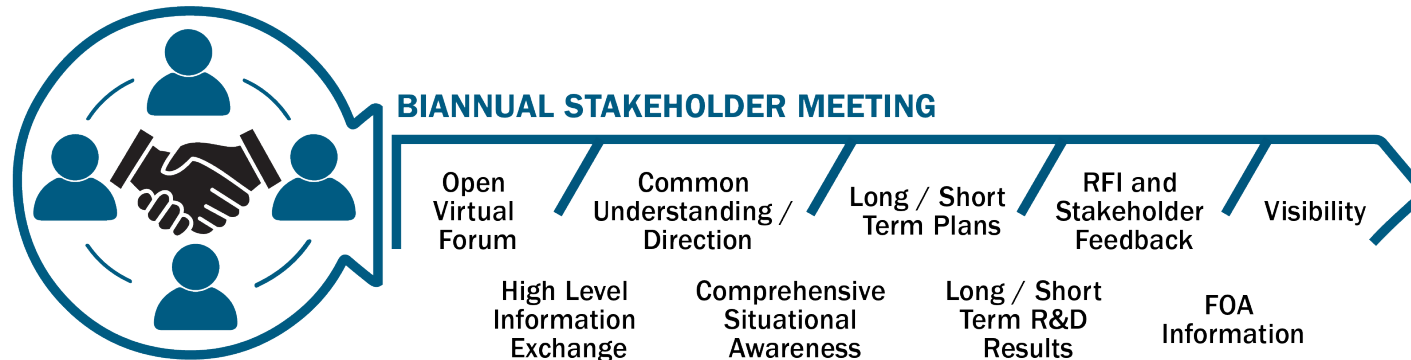 BIANNUAL STAKEHOLDER MEETING
Open
Virtual
Forum
Common
Understanding /
Direction
Long / Short
Term Plans
RFI and
Stakeholder
Feedback
Visibility
High Level
Information
Exchange
Comprehensive
Situational
Awareness
Long / Short
Term R&D
Results
FOA
Information